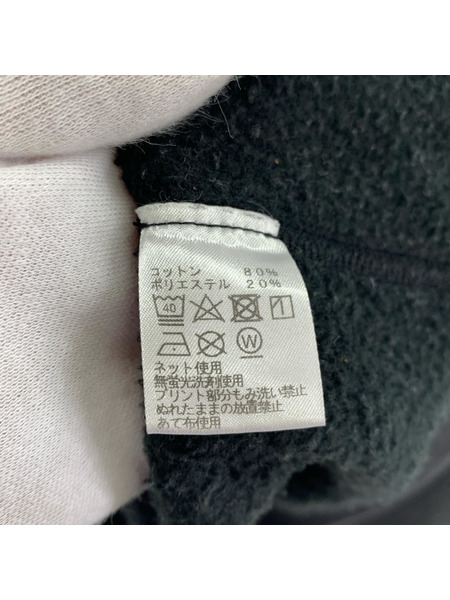 コットン 80%
ポリエステル 20%
40
W
ネット使用
無蛍光洗剤使用
プリント部分もみ洗い禁止
ぬれたままの放置禁止
あて布使用